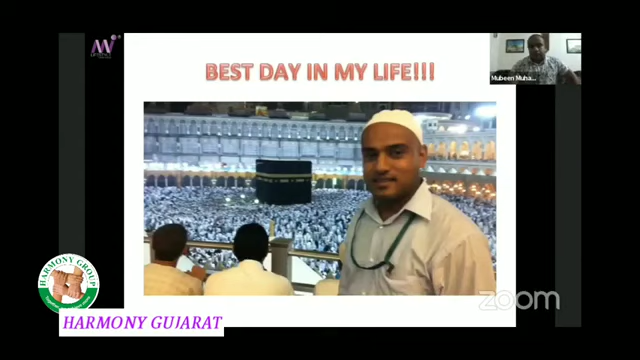 BEST DAY IN MY LIFE!!!
Mubeen Muha...
HARMONY GROUP
HARMONY GUJARAT
zoom